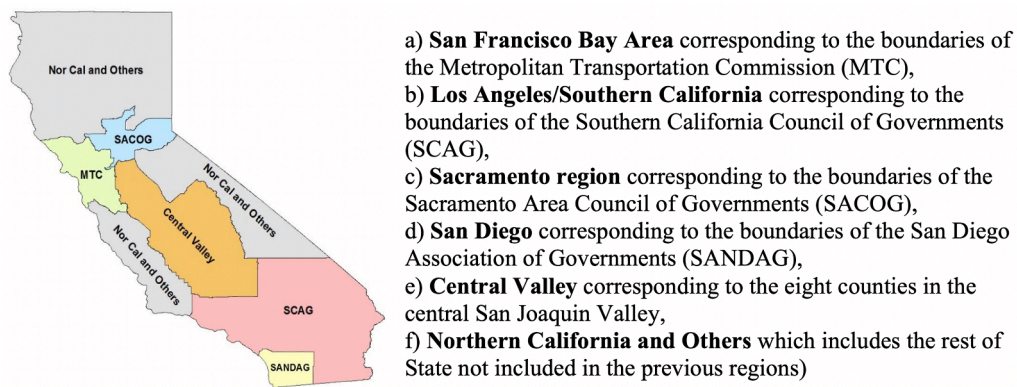 Nor Cal and Others
SACOG
MTC
Nor Cal and Others
Central Valley
Nor Cal and Others
SCAG
SANDAG
a) San Francisco Bay Area corresponding to the boundaries of
the Metropolitan Transportation Commission (MTC),
b) Los Angeles/Southern California corresponding to the
boundaries of the Southern California Council of Governments
(SCAG),
c) Sacramento region corresponding to the boundaries of the
Sacramento Area Council of Governments (SACOG),
d) San Diego corresponding to the boundaries of the San Diego
Association of Governments (SANDAG),
e) Central Valley corresponding to the eight counties in the
central San Joaquin Valley,
f) Northern California and Others which includes the rest of
State not included in the previous regions)